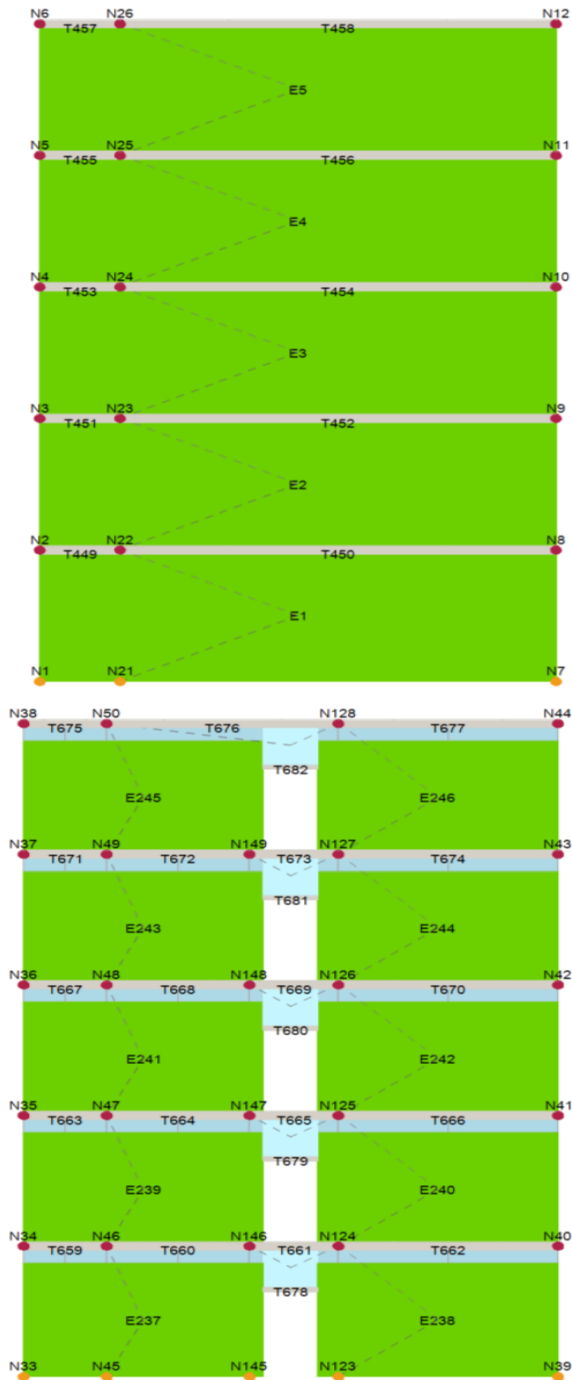 N6 N26 N12
T457 T458
E5
N5 N25 N11
T455 T456
E4
N4 N24 N10
T453 T454
E3
N3 N23 N9
T451 T452
E2
N2 N22 N8
T449 T450
E1
N1 N21 N7
N38 N50 N128 N44
T675 T676 T677
T682
E245 E246
N37 N49 N149 N127 N43
T671 T672 T673 T674
T681
E243 E244
N36 N48 N148 N126 N42
T667 T668 T669 T670
T680
E241 E242
N35 N47 N147 N125 N41
T663 T664 T665 T666
T679
E239 E240
N34 N46 N146 N124 N40
T659 T660 T661 T662
T678
E237 E238
N33 N45 N145 N123 N39